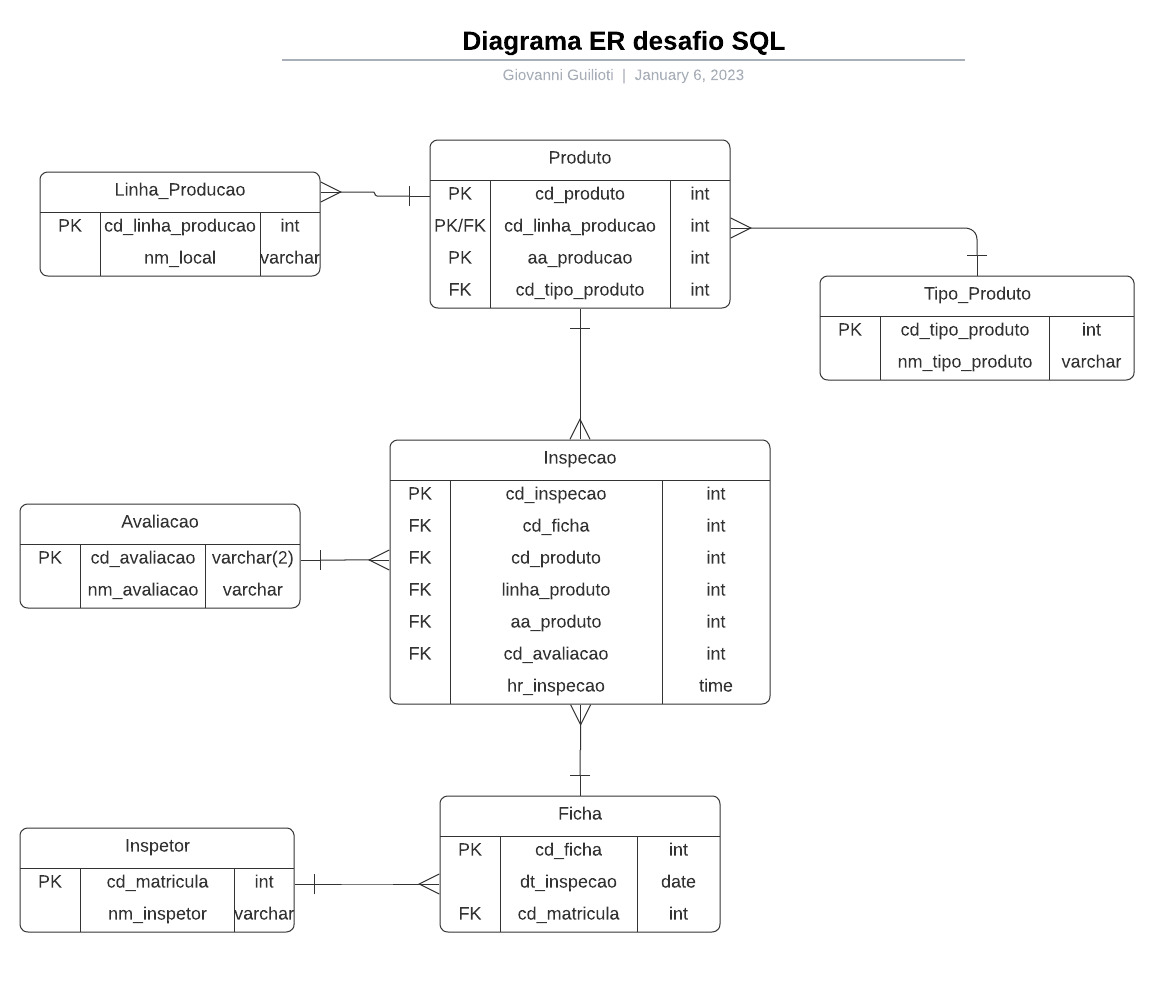 Diagrama ER desafio SQL
Giovanni Guilioti | January 6, 2023
Linha_Producao
PK cd_linha_producao int
nm_local varchar
Produto
PK cd_produto int
PK/FK cd_linha_producao int
PK aa_producao int
FK cd_tipo_produto int
Tipo_Produto
PK cd_tipo_produto int
nm_tipo_produto varchar
Inspecao
PK cd_inspecao int
FK cd_ficha int
FK cd_produto int
FK linha_produto int
FK aa_produto int
FK cd_avaliacao int
hr_inspecao time
Avaliacao
PK cd_avaliacao varchar(2)
nm_avaliacao varchar
Ficha
PK cd_ficha int
dt_inspecao date
FK cd_matricula int
Inspetor
PK cd_matricula int
nm_inspetor varchar